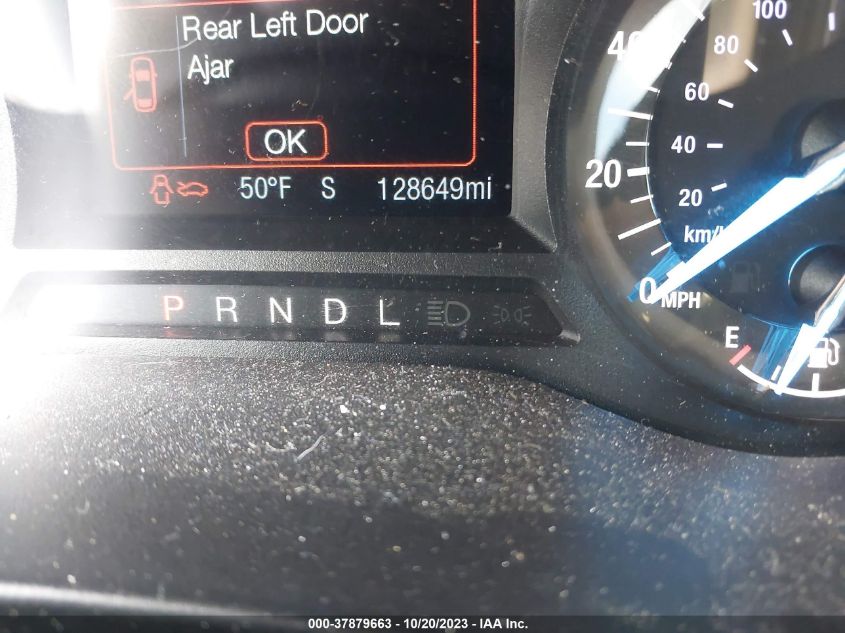 Rear Left Door
Ajar
OK
50°F S 128649mi
P R N D L
100
80
60
40
20
km/
40
20
0 MPH
E
000-37879663 - 10/20/2023 - IAA Inc.